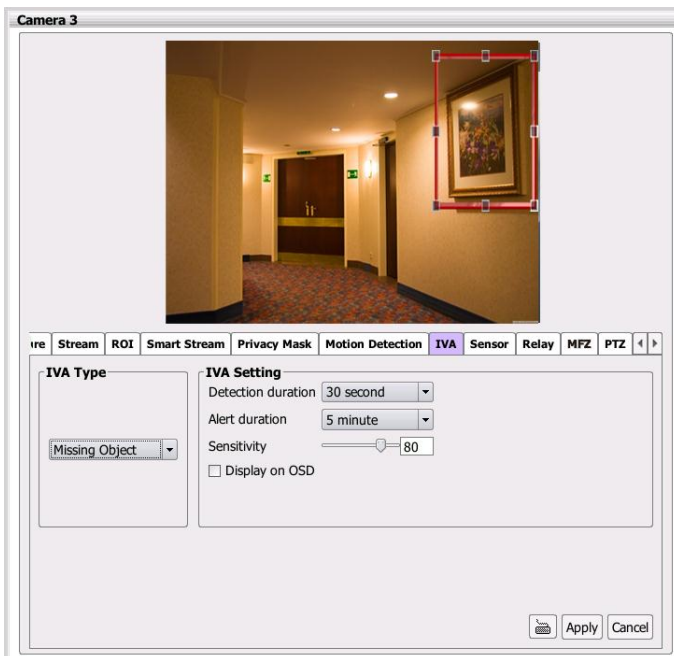 Camera 3
ure Stream ROI Smart Stream Privacy Mask Motion Detection IVA Sensor Relay MFZ PTZ
IVA Type
Missing Object
IVA Setting
Detection duration 30 second
Alert duration 5 minute
Sensitivity 80
Display on OSD
Apply Cancel